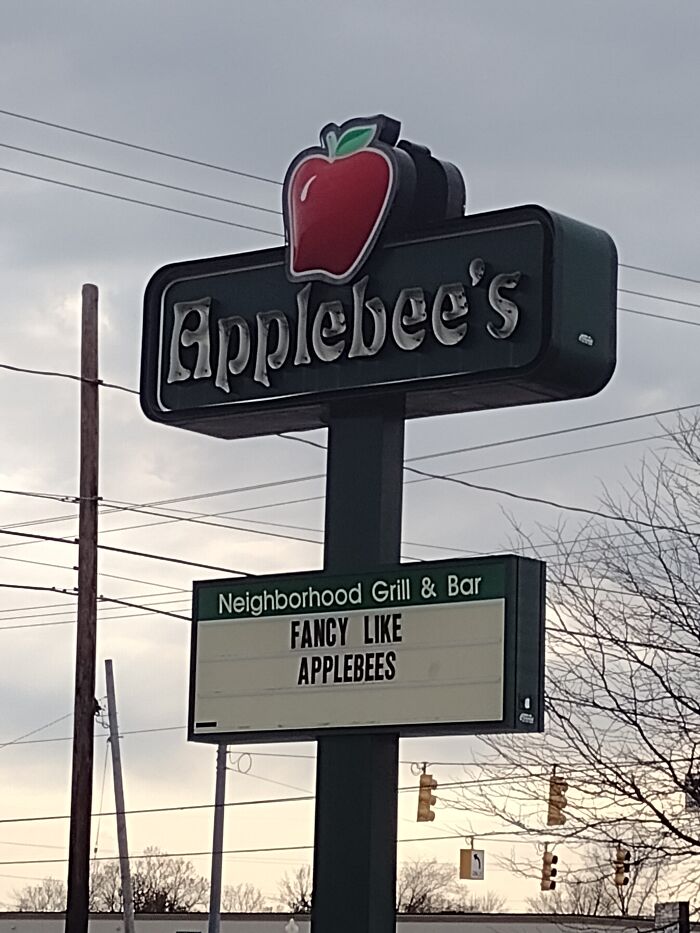 Applebee's
Neighborhood Grill & Bar
FANCY LIKE
APPLEBEES